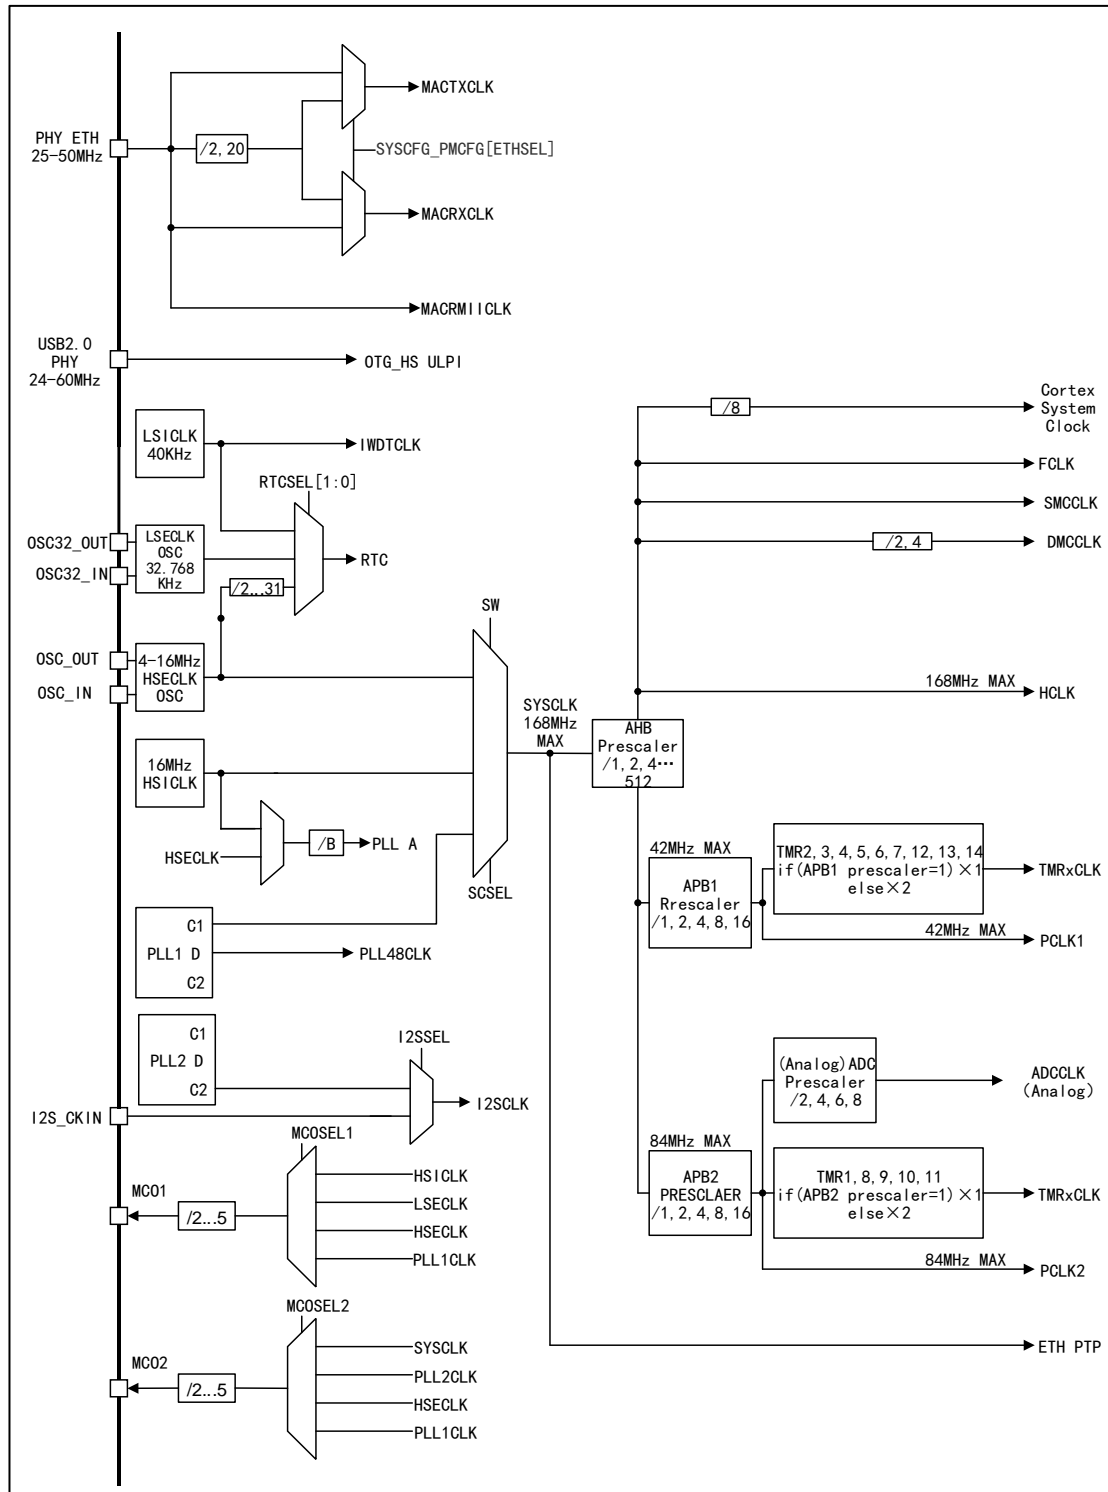 MACTXCLK
PHY ETH
25-50MHz
/2, 20
SYSCFG_PMCFG[ETHSEL]
MACRXCLK
MACRMIICLK
USB2.0
PHY
24-60MHz
OTG_HS ULPI
LSICLK
40KHz
IWDTCLK
RTCSEL[1:0]
OSC32_OUT
OSC32_IN
LSECLK
OSC
32.768
KHz
RTC
/2...31
OSC_OUT
OSC_IN
4-16MHz
HSECLK
OSC
16MHz
HSICLK
HSECLK
/B
PLL A
SW
SCSEL
SYSCLK
168MHz
MAX
AHB
Prescaler
/1, 2, 4…
512
/8
Cortex
System
Clock
FCLK
SMCCLK
/2, 4
DMCCLK
168MHz MAX
HCLK
C1
PLL1 D
C2
PLL48CLK
42MHz MAX
APB1
Rrescaler
/1, 2, 4, 8, 16
TMR2, 3, 4, 5, 6, 7, 12, 13, 14
if(APB1 prescaler=1)×1
else×2
TMRxCLK
42MHz MAX
PCLK1
C1
PLL2 D
C2
I2SSEL
I2S_CKIN
I2SCLK
(Analog)ADC
Prescaler
/2, 4, 6, 8
ADCCLK
(Analog)
84MHz MAX
APB2
PRESCLAER
/1, 2, 4, 8, 16
TMR1, 8, 9, 10, 11
if(APB2 prescaler=1)×1
else×2
TMRxCLK
84MHz MAX
PCLK2
MCOSEL1
MCO1
/2...5
HSICLK
LSECLK
HSECLK
PLL1CLK
MCOSEL2
MCO2
/2...5
SYSCLK
PLL2CLK
HSECLK
PLL1CLK
ETH PTP